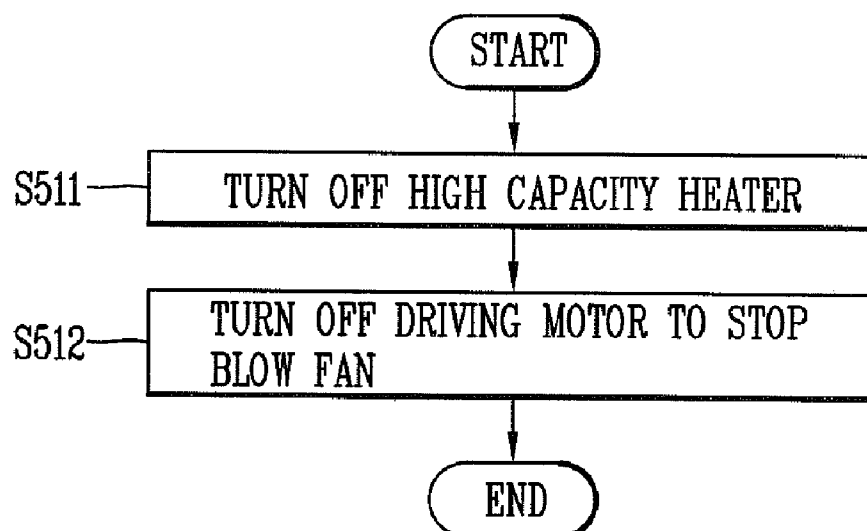 START
S511
TURN OFF HIGH CAPACITY HEATER
S512
TURN OFF DRIVING MOTOR TO STOP
BLOW FAN
END